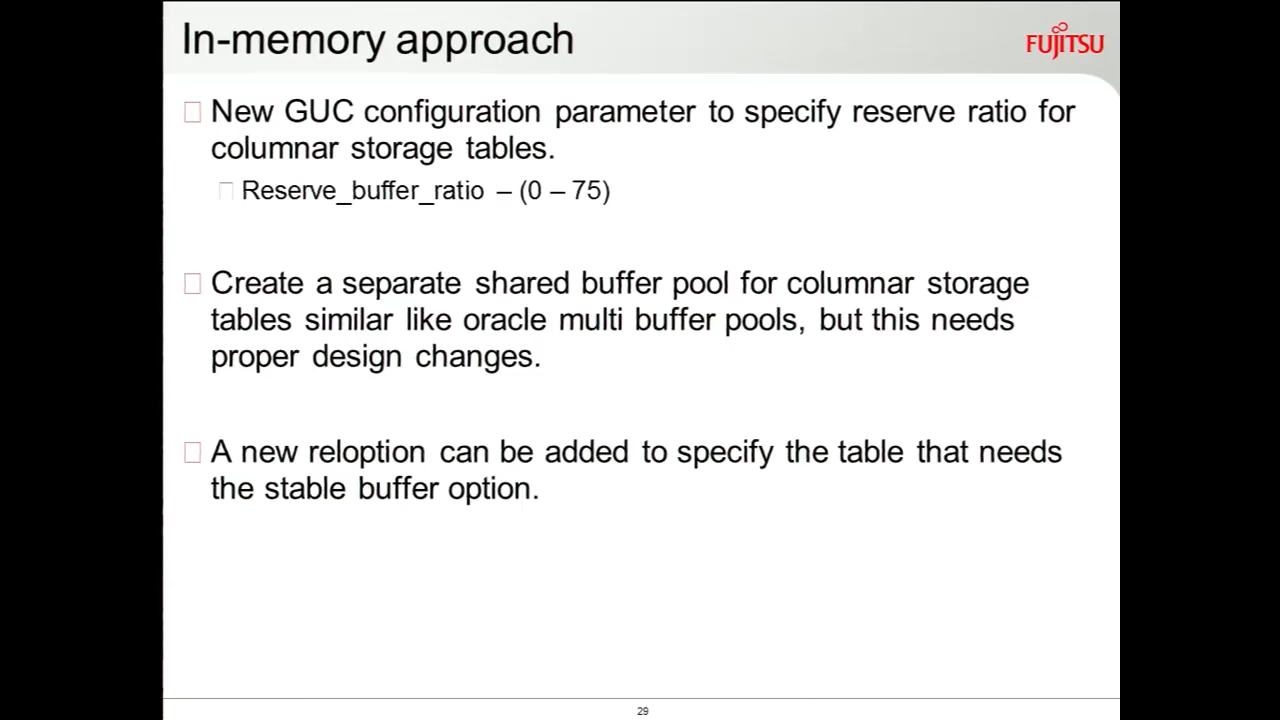 In-memory approach
FUJITSU
New GUC configuration parameter to specify reserve ratio for
columnar storage tables.
Reserve_buffer_ratio – (0 – 75)
Create a separate shared buffer pool for columnar storage
tables similar like oracle multi buffer pools, but this needs
proper design changes.
A new reloption can be added to specify the table that needs
the stable buffer option.
29